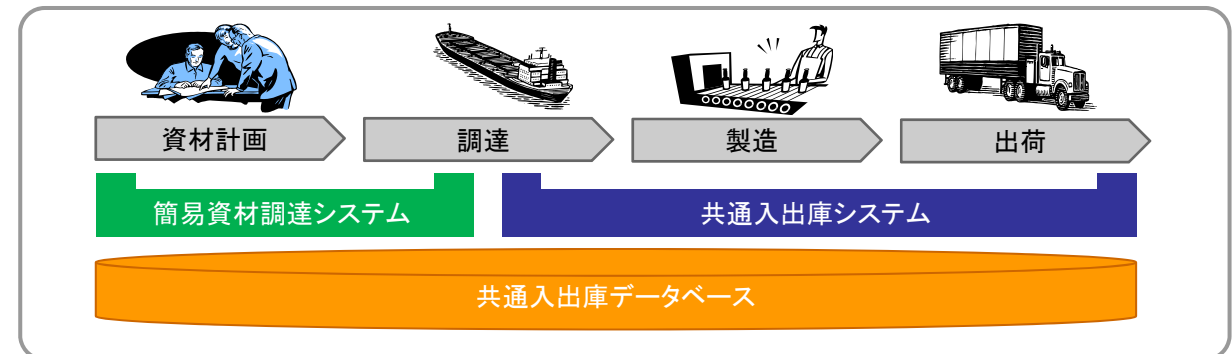 資材計画
調達
製造
出荷
簡易資材調達システム
共通入出庫システム
共通入出庫データベース